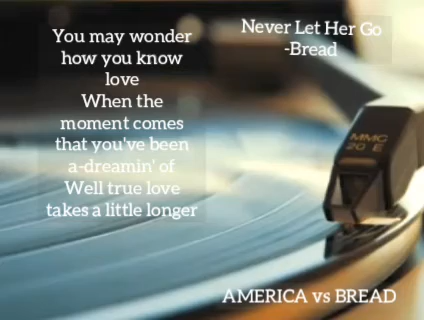 You may wonder
how you know
love
When the
moment comes
that you've been
a-dreamin' of
Well true love
takes a little longer
Never Let Her Go
-Bread
MMC
20 E
AMERICA vs BREAD